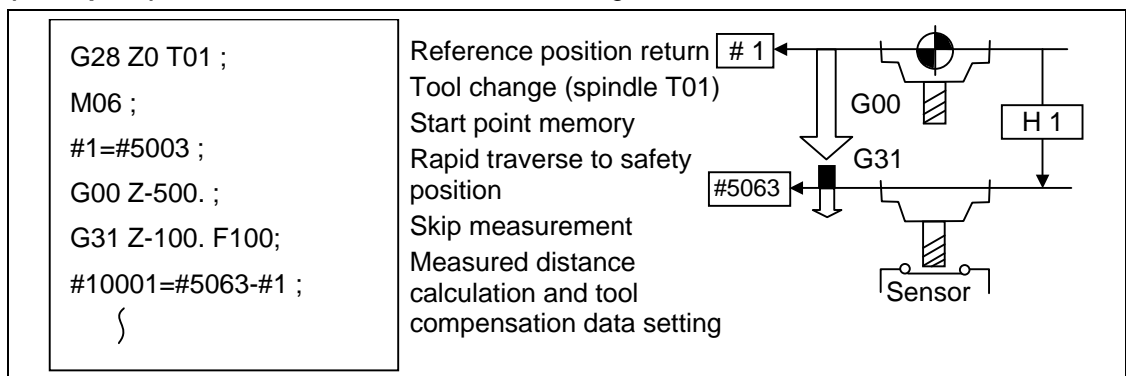 G28 Z0 T01 ;
M06 ;
#1=#5003 ;
G00 Z-500. ;
G31 Z-100. F100;
#10001=#5063-#1 ;
Reference position return
Tool change (spindle T01)
Start point memory
Rapid traverse to safety
position
Skip measurement
Measured distance
calculation and tool
compensation data setting
# 1
G00
H 1
G31
#5063
Sensor